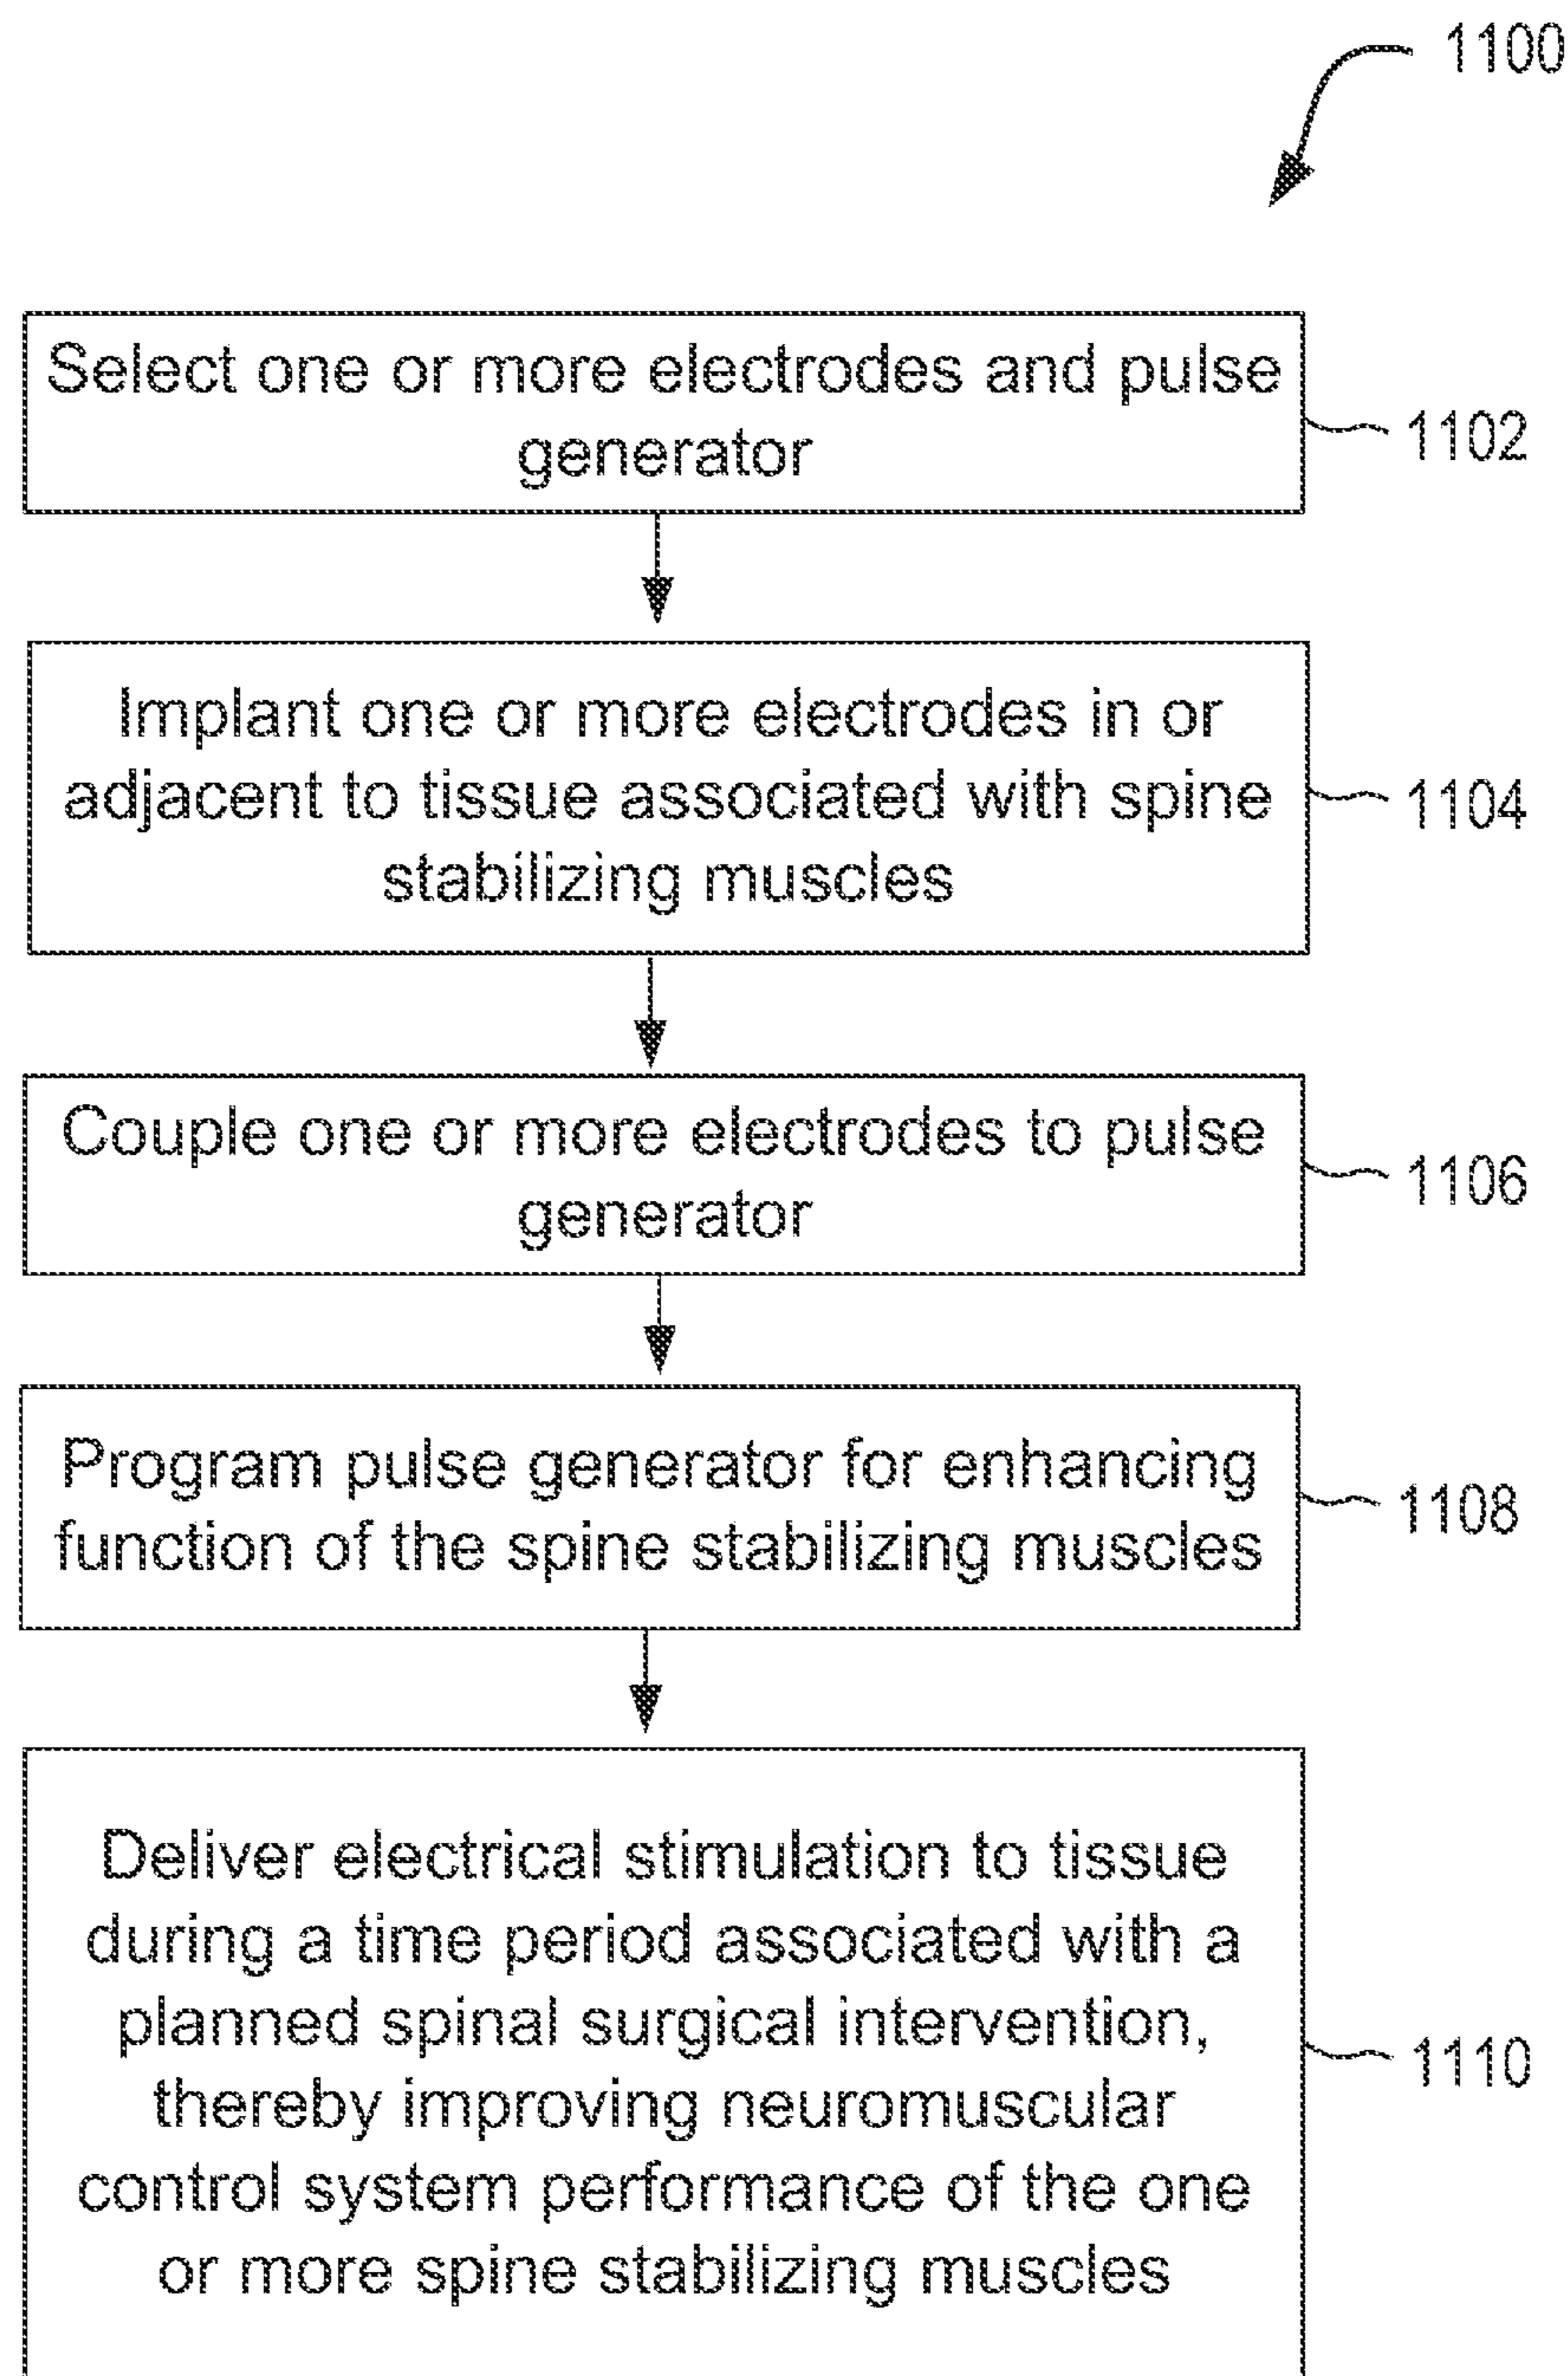 1100
Select one or more electrodes and pulse
generator
1102
Implant one or more electrodes in or
adjacent to tissue associated with spine
stabilizing muscles
1104
Couple one or more electrodes to pulse
generator
1106
Program pulse generator for enhancing
function of the spine stabilizing muscles
1108
Deliver electrical stimulation to tissue
during a time period associated with a
planned spinal surgical intervention,
thereby improving neuromuscular
control system performance of the one
or more spine stabilizing muscles
1110